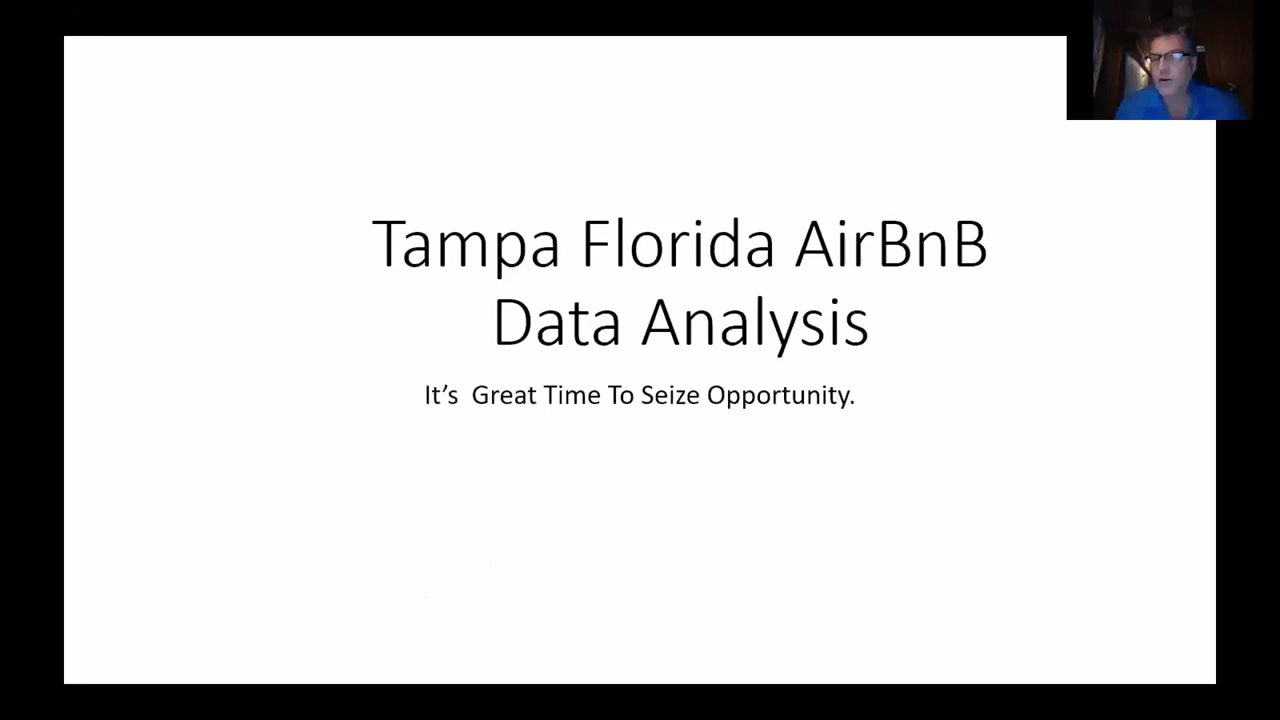 Tampa Florida AirBnB
Data Analysis
It’s  Great Time To Seize Opportunity.